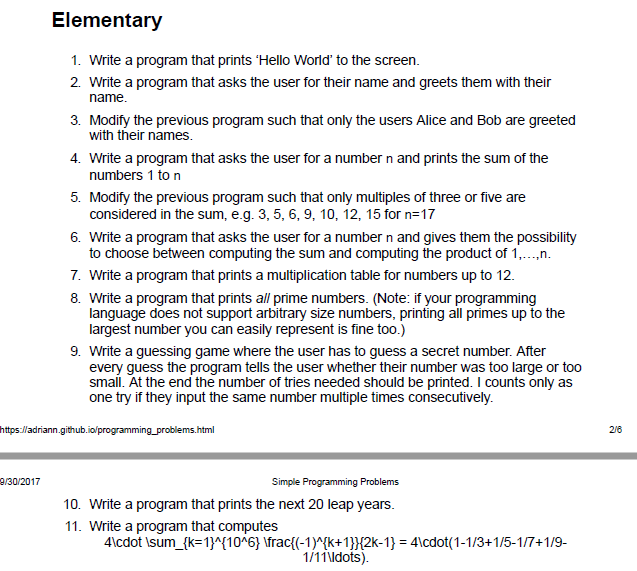 Elementary
1. Write a program that prints ‘Hello World’ to the screen.
2. Write a program that asks the user for their name and greets them with their
name.
3. Modify the previous program such that only the users Alice and Bob are greeted
with their names.
4. Write a program that asks the user for a number n and prints the sum of the
numbers 1 to n
5. Modify the previous program such that only multiples of three or five are
considered in the sum, e.g. 3, 5, 6, 9, 10, 12, 15 for n=17
6. Write a program that asks the user for a number n and gives them the possibility
to choose between computing the sum and computing the product of 1,…,n.
7. Write a program that prints a multiplication table for numbers up to 12.
8. Write a program that prints all prime numbers. (Note: if your programming
language does not support arbitrary size numbers, printing all primes up to the
largest number you can easily represent is fine too.)
9. Write a guessing game where the user has to guess a secret number. After
every guess the program tells the user whether their number was too large or too
small. At the end the number of tries needed should be printed. I counts only as
one try if they input the same number multiple times consecutively.
https://adriann.github.io/programming_problems.html 2/6
9/30/2017 Simple Programming Problems
10. Write a program that prints the next 20 leap years.
11. Write a program that computes
4\cdot \sum_{k=1}^{10^6} \frac{(-1)^{k+1}}{2k-1} = 4\cdot(1-1/3+1/5-1/7+1/9-
1/11\ldots).